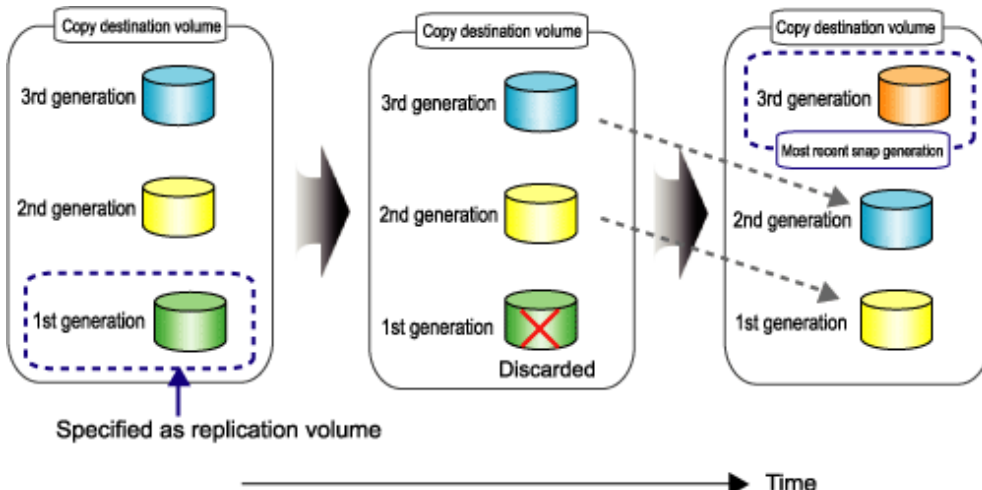 Copy destination volume
3rd generation
2nd generation
1st generation
Specified as replication volume
Copy destination volume
3rd generation
2nd generation
1st generation
Discarded
Copy destination volume
3rd generation
Most recent snap generation
2nd generation
1st generation
Time